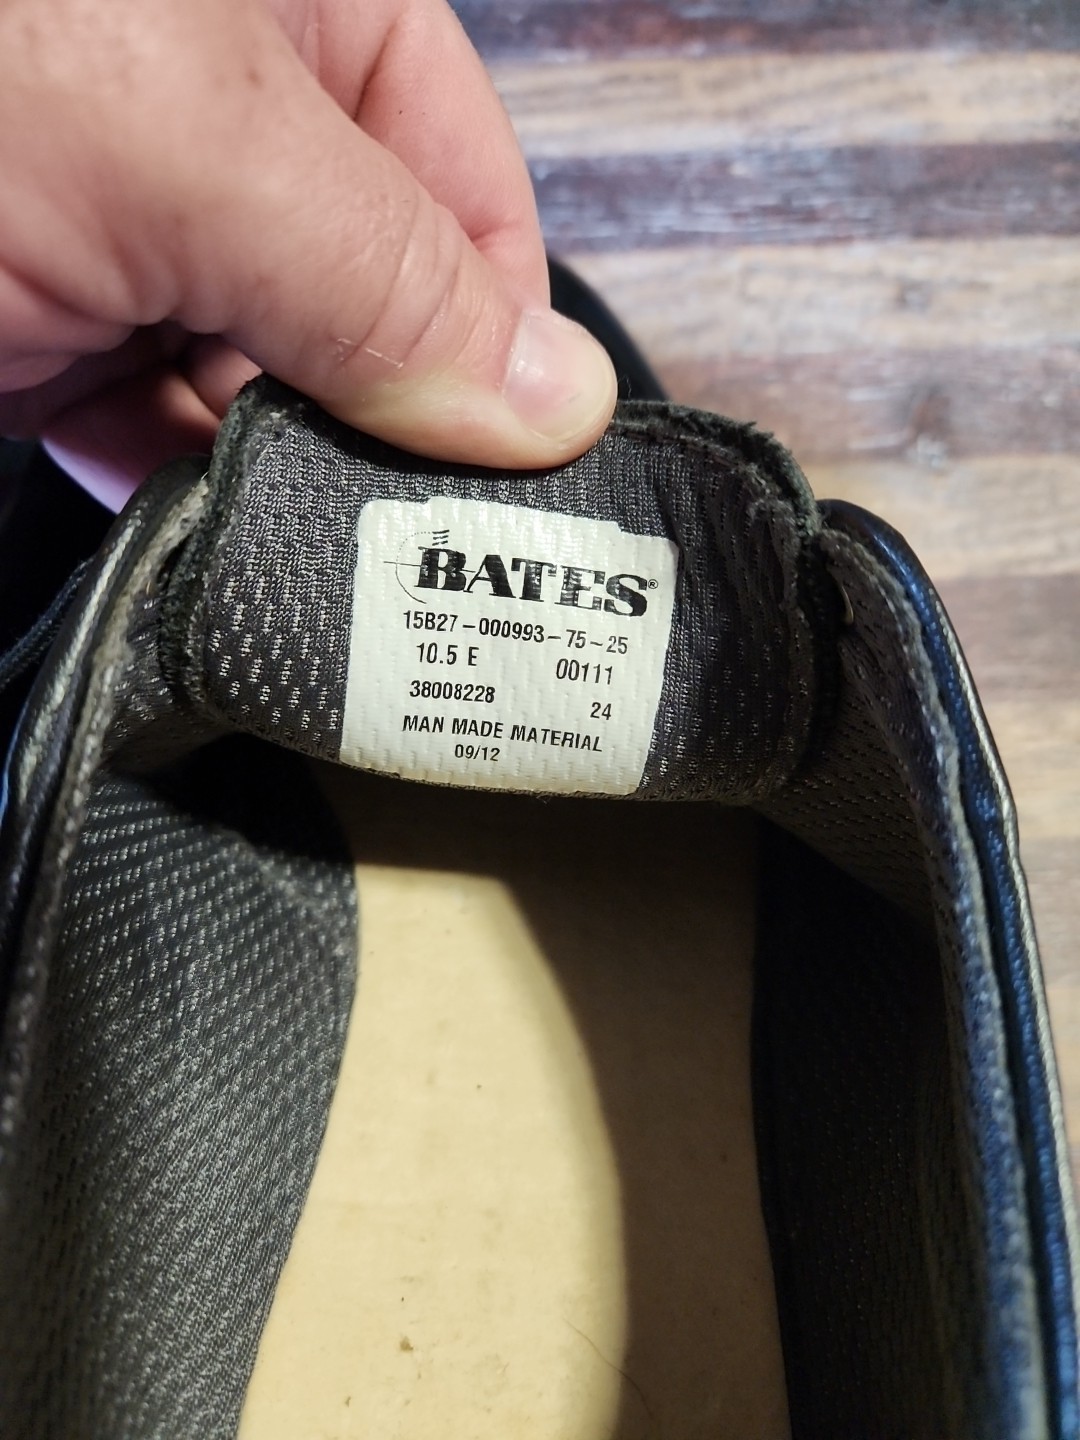 BATES®
15B27-000993-75-25
10.5 E 00111
38008228 24
MAN MADE MATERIAL
09/12